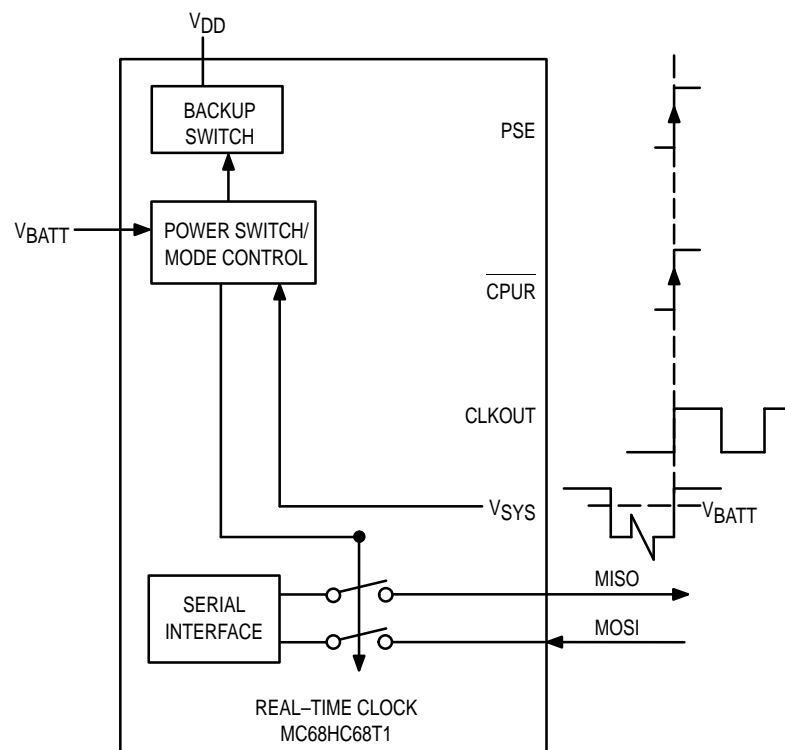 VDD
BACKUP
SWITCH
PSE
VBATT
POWER SWITCH/
MODE CONTROL
CPUR
CLKOUT
VSYS
VBATT
SERIAL
INTERFACE
MISO
MOSI
REAL–TIME CLOCK
MC68HC68T1